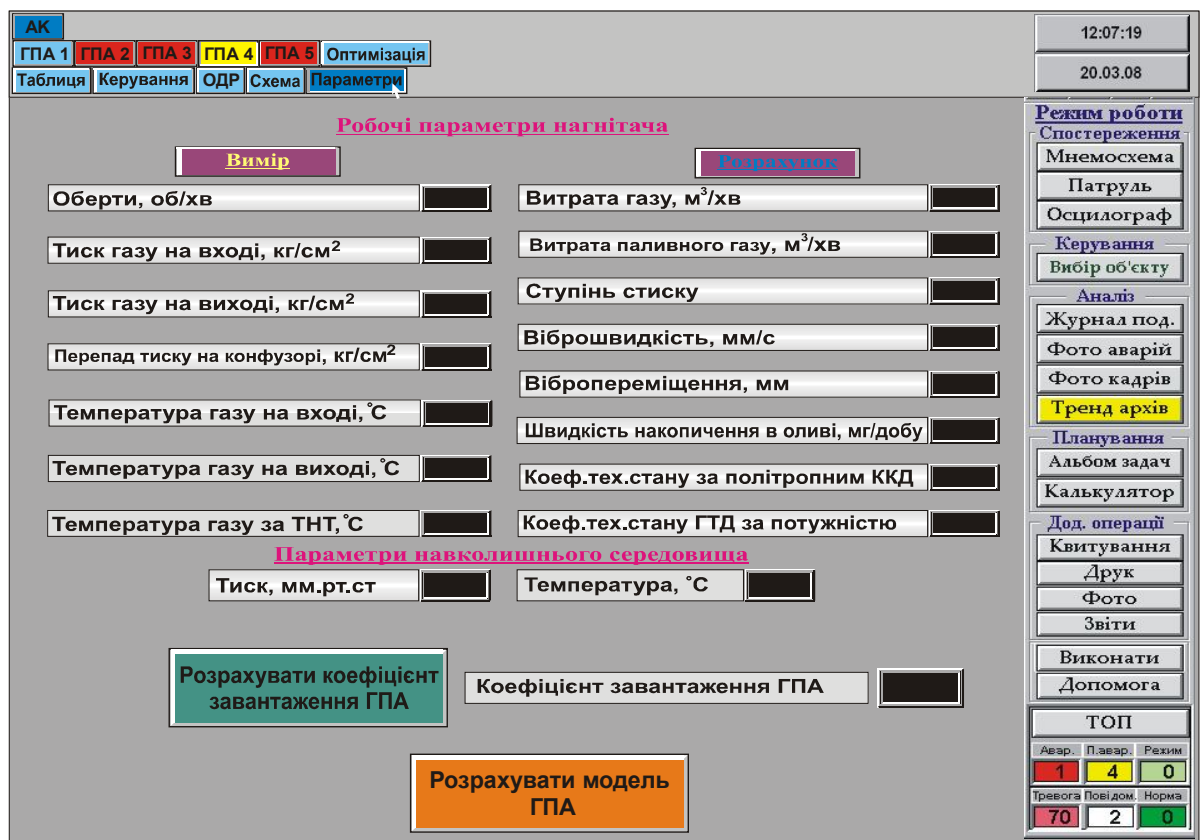 АК
ГПА 1 ГПА 2 ГПА 3 ГПА 4 ГПА 5 Оптимізація
Таблиця Керування ОДР Схема Параметри
12:07:19
20.03.08
Робочі параметри нагнітача
Вимір
Оберти, об/хв
Тиск газу на вході, кг/см²
Тиск газу на виході, кг/см²
Перепад тиску на конфузорі, кг/см²
Температура газу на вході, °С
Температура газу на виході, °С
Температура газу за ТНТ, °С
Розрахунок
Витрата газу, м³/хв
Витрата паливного газу, м³/хв
Ступінь стиску
Віброшвидкість, мм/с
Вібропереміщення, мм
Швидкість накопичення в оливі, мг/добу
Коеф.тех.стану за політропним ККД
Коеф.тех.стану ГТД за потужністю
Параметри навколишнього середовища
Тиск, мм.рт.ст
Температура, °С
Розрахувати коефіцієнт
завантаження ГПА
Коефіцієнт завантаження ГПА
Розрахувати модель
ГПА
Режим роботи
Спостереження
Мнемосхема
Патруль
Осцилограф
Керування
Вибір об'єкту
Аналіз
Журнал под.
Фото аварій
Фото кадрів
Тренд архів
Планування
Альбом задач
Калькулятор
Дод. операції
Квитування
Друк
Фото
Звіти
Виконати
Допомога
ТОП
Авар. П.авар. Режим
1 4 0
Тревога Повідом. Норма
70 2 0